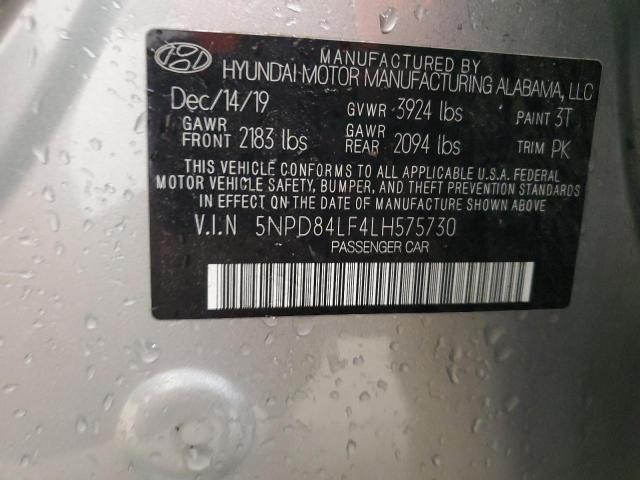 MANUFACTURED BY
HYUNDAI MOTOR MANUFACTURING ALABAMA, LLC
Dec/14/19 GVWR 3924 lbs PAINT 3T
GAWR FRONT 2183 lbs GAWR REAR 2094 lbs TRIM PK
THIS VEHICLE CONFORMS TO ALL APPLICABLE U.S.A. FEDERAL
MOTOR VEHICLE SAFETY, BUMPER, AND THEFT PREVENTION STANDARDS
IN EFFECT ON THE DATE OF MANUFACTURE SHOWN ABOVE
V.I.N 5NPD84LF4LH575730
PASSENGER CAR